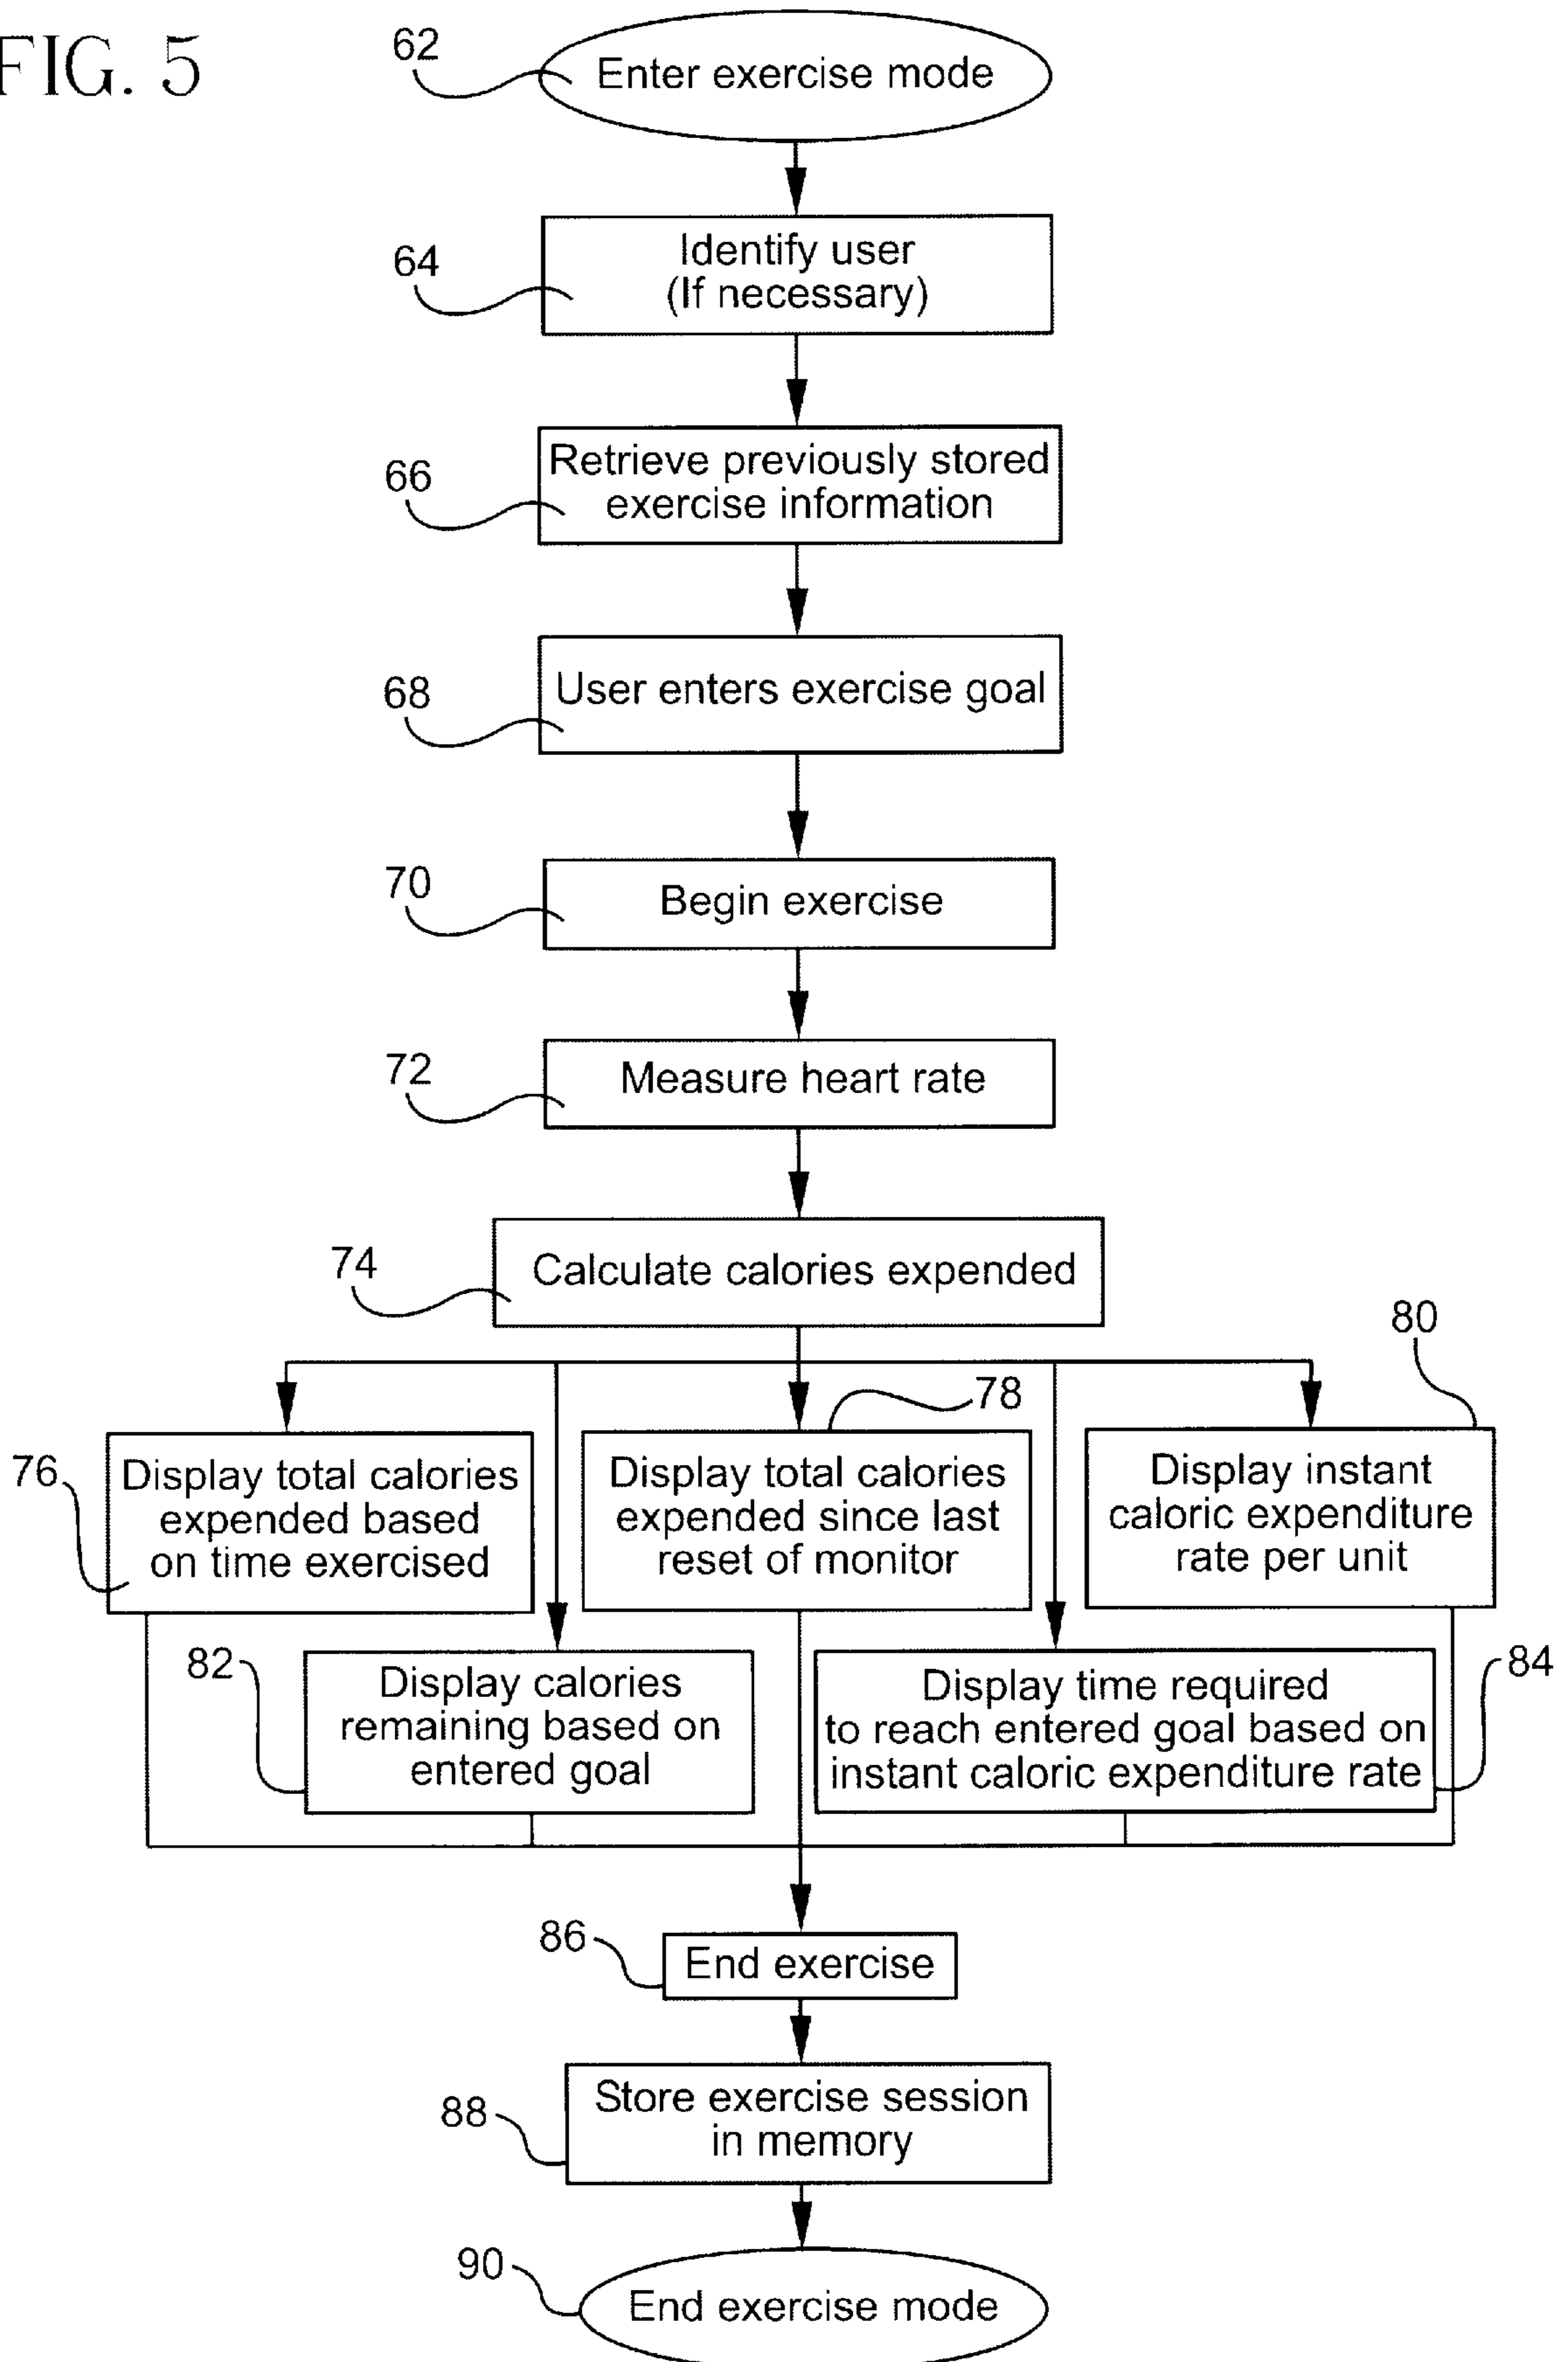 FIG. 5
62
Enter exercise mode
64
Identify user
(If necessary)
66
Retrieve previously stored
exercise information
68
User enters exercise goal
70
Begin exercise
72
Measure heart rate
74
Calculate calories expended
76
Display total calories
expended based
on time exercised
78
Display total calories
expended since last
reset of monitor
80
Display instant
caloric expenditure
rate per unit
82
Display calories
remaining based on
entered goal
84
Display time required
to reach entered goal based on
instant caloric expenditure rate
86
End exercise
88
Store exercise session
in memory
90
End exercise mode